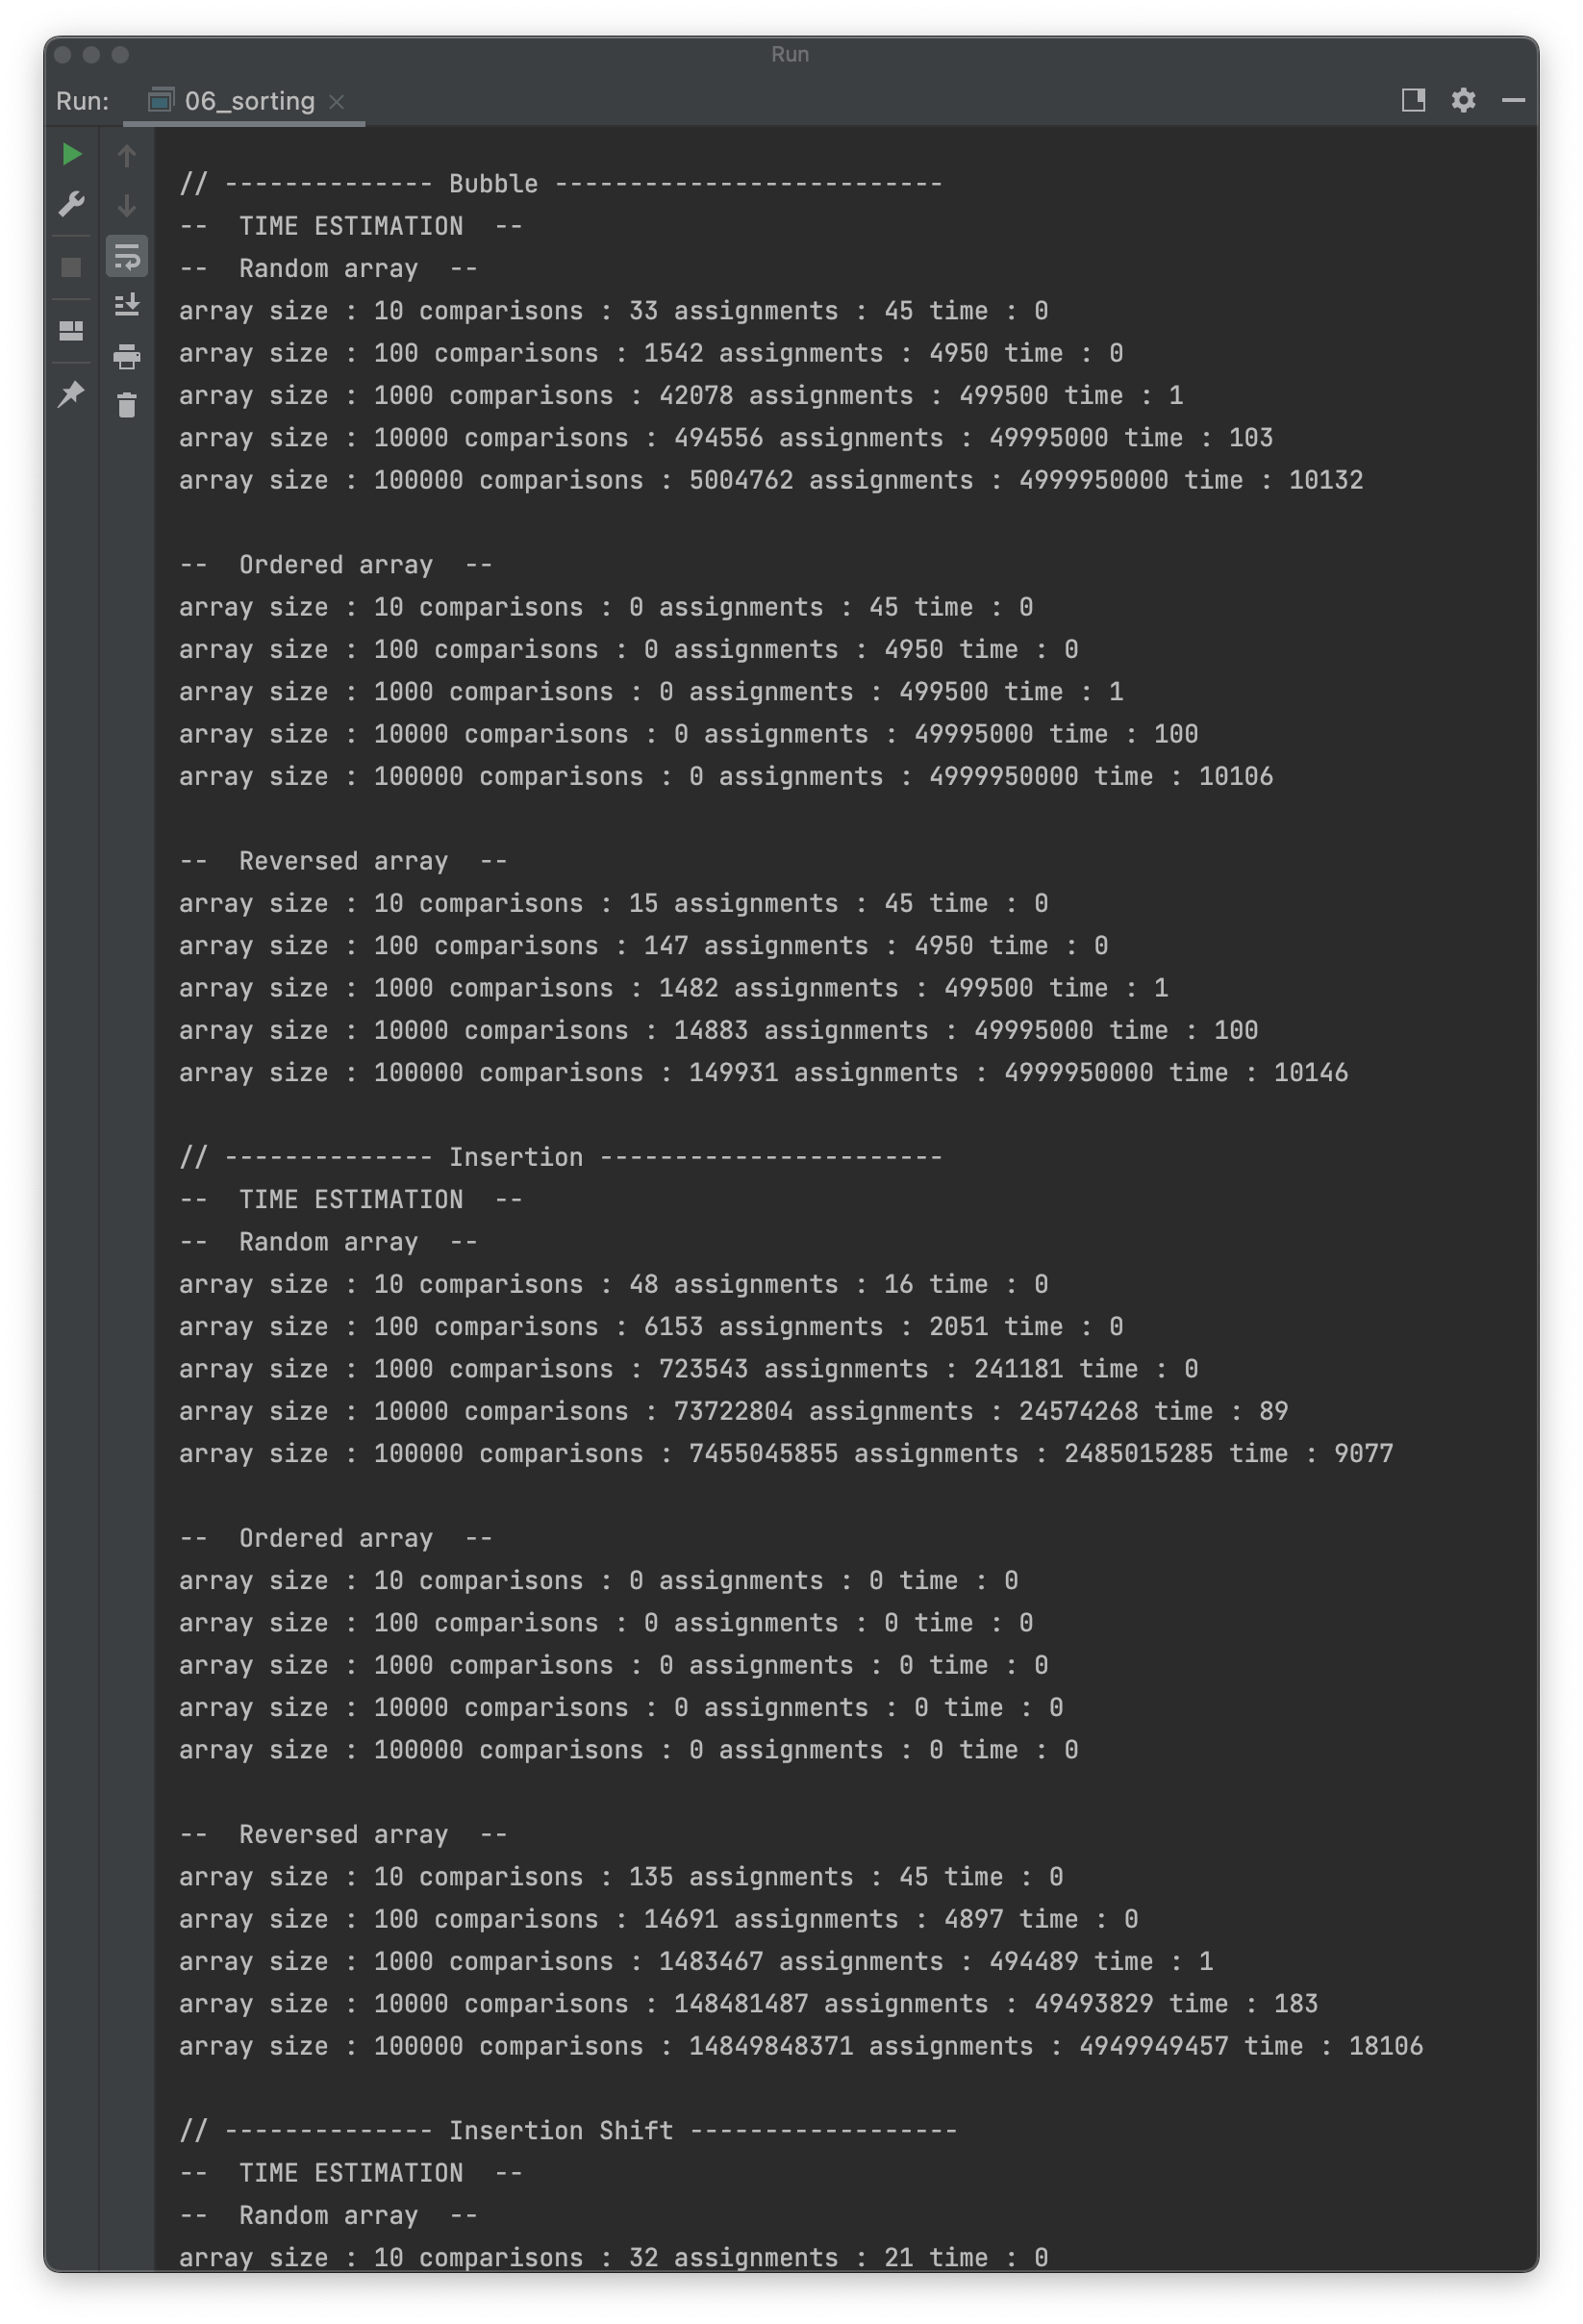 Run
Run: 06_sorting
// -------------- Bubble --------------------------
--  TIME ESTIMATION  --
--  Random array  --
array size : 10 comparisons : 33 assignments : 45 time : 0
array size : 100 comparisons : 1542 assignments : 4950 time : 0
array size : 1000 comparisons : 42078 assignments : 499500 time : 1
array size : 10000 comparisons : 494556 assignments : 49995000 time : 103
array size : 100000 comparisons : 5004762 assignments : 4999950000 time : 10132
--  Ordered array  --
array size : 10 comparisons : 0 assignments : 45 time : 0
array size : 100 comparisons : 0 assignments : 4950 time : 0
array size : 1000 comparisons : 0 assignments : 499500 time : 1
array size : 10000 comparisons : 0 assignments : 49995000 time : 100
array size : 100000 comparisons : 0 assignments : 4999950000 time : 10106
--  Reversed array  --
array size : 10 comparisons : 15 assignments : 45 time : 0
array size : 100 comparisons : 147 assignments : 4950 time : 0
array size : 1000 comparisons : 1482 assignments : 499500 time : 1
array size : 10000 comparisons : 14883 assignments : 49995000 time : 100
array size : 100000 comparisons : 149931 assignments : 4999950000 time : 10146
// -------------- Insertion -----------------------
--  TIME ESTIMATION  --
--  Random array  --
array size : 10 comparisons : 48 assignments : 16 time : 0
array size : 100 comparisons : 6153 assignments : 2051 time : 0
array size : 1000 comparisons : 723543 assignments : 241181 time : 0
array size : 10000 comparisons : 73722804 assignments : 24574268 time : 89
array size : 100000 comparisons : 7455045855 assignments : 2485015285 time : 9077
--  Ordered array  --
array size : 10 comparisons : 0 assignments : 0 time : 0
array size : 100 comparisons : 0 assignments : 0 time : 0
array size : 1000 comparisons : 0 assignments : 0 time : 0
array size : 10000 comparisons : 0 assignments : 0 time : 0
array size : 100000 comparisons : 0 assignments : 0 time : 0
--  Reversed array  --
array size : 10 comparisons : 135 assignments : 45 time : 0
array size : 100 comparisons : 14691 assignments : 4897 time : 0
array size : 1000 comparisons : 1483467 assignments : 494489 time : 1
array size : 10000 comparisons : 148481487 assignments : 49493829 time : 183
array size : 100000 comparisons : 14849848371 assignments : 4949949457 time : 18106
// -------------- Insertion Shift ------------------
--  TIME ESTIMATION  --
--  Random array  --
array size : 10 comparisons : 32 assignments : 21 time : 0